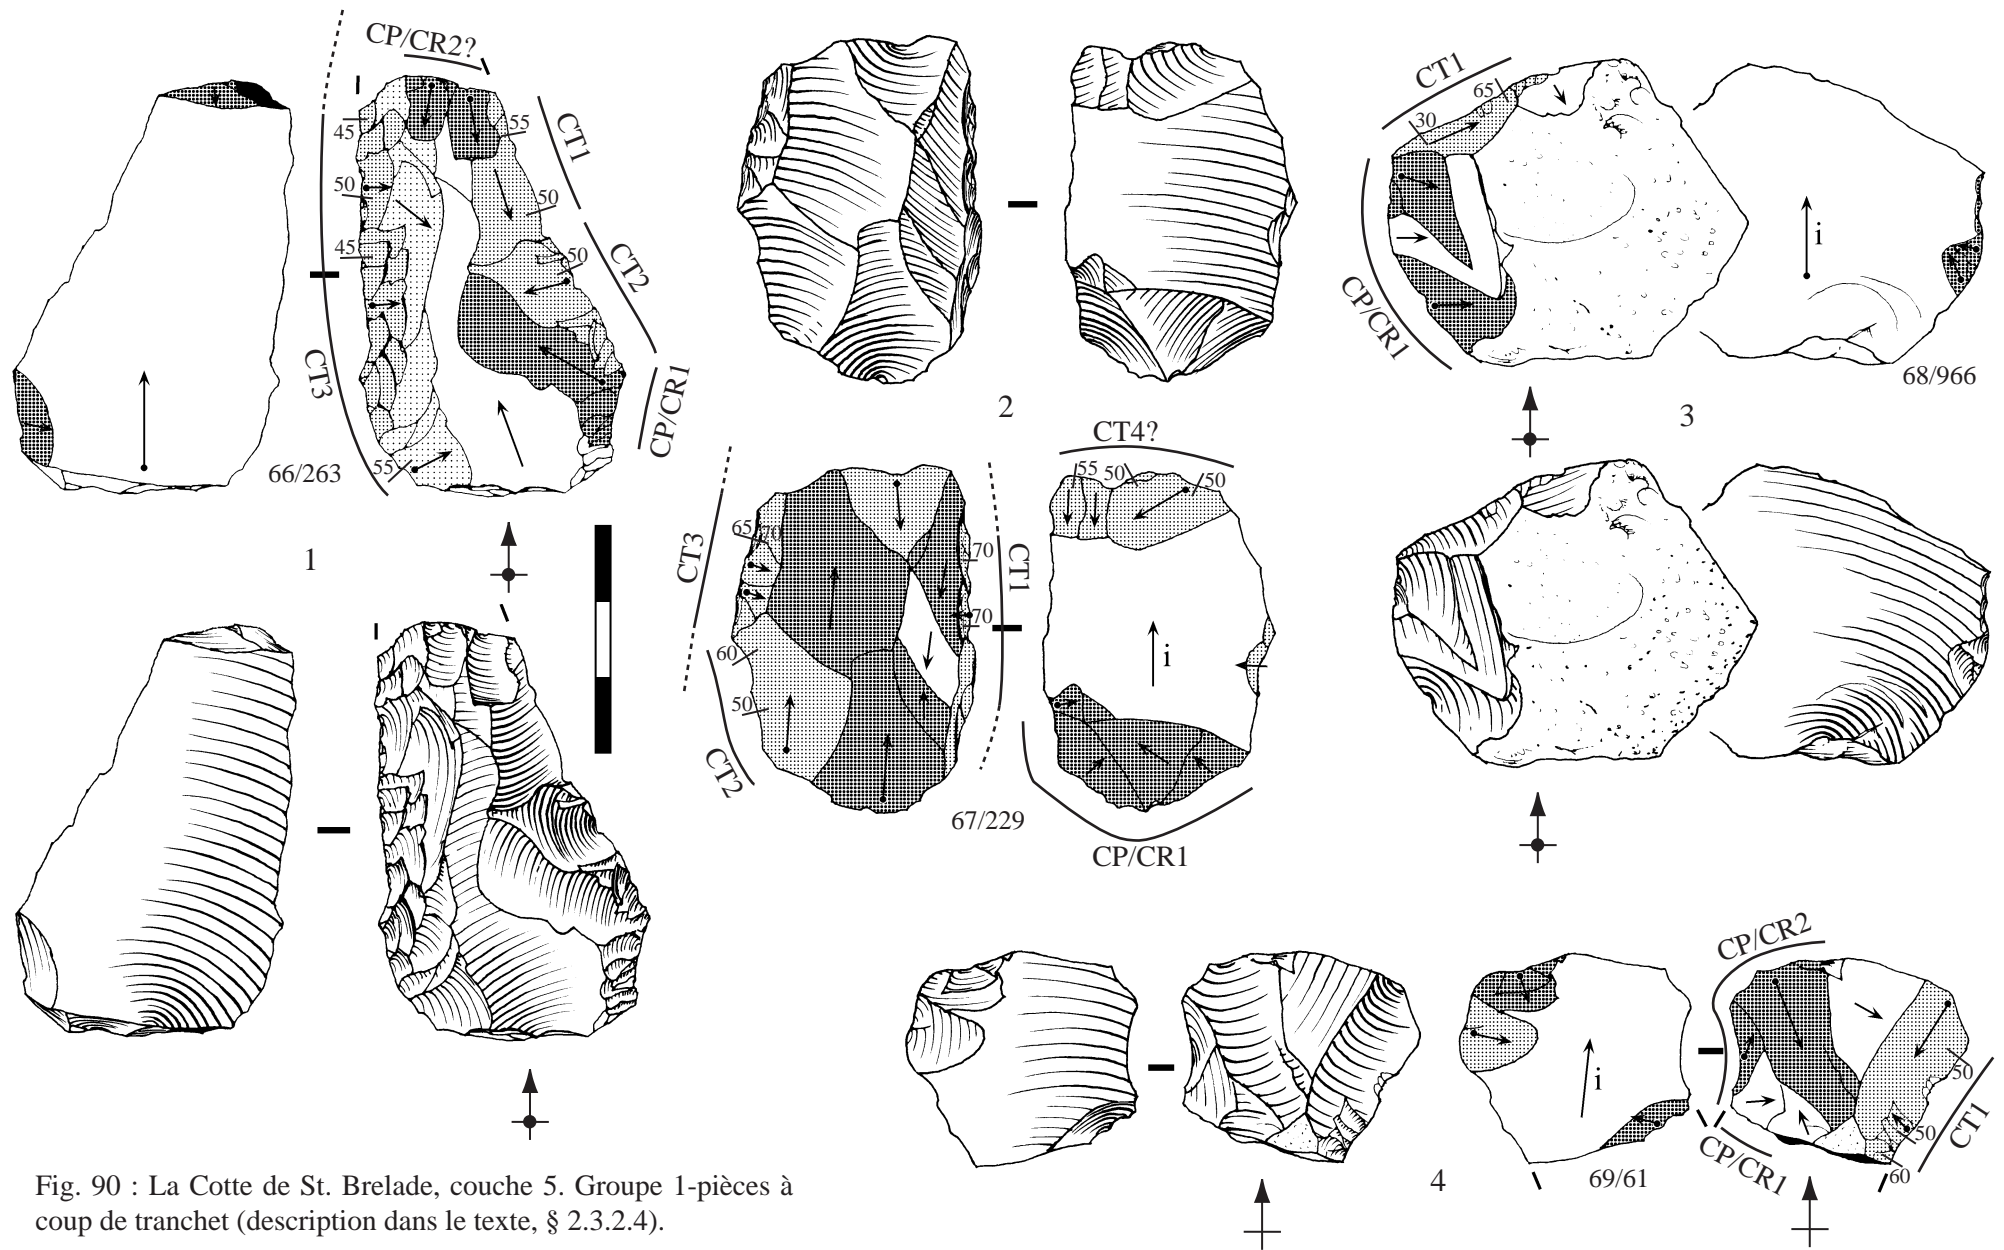 CP/CR2?
45
50
45
55
55
50
50
CT1
CT2
CT3
CP/CR1
66/263
1
2
CT1
65
30
CP/CR1
i
68/966
3
CT4?
55
50
50
CT3
65
70
60
50
CT2
70
70
CT1
i
67/229
CP/CR1
CP/CR2
i
50
50
60
CT1
CP/CR1
69/61
4
Fig. 90 : La Cotte de St. Brelade, couche 5. Groupe 1-pièces à
coup de tranchet (description dans le texte, § 2.3.2.4).